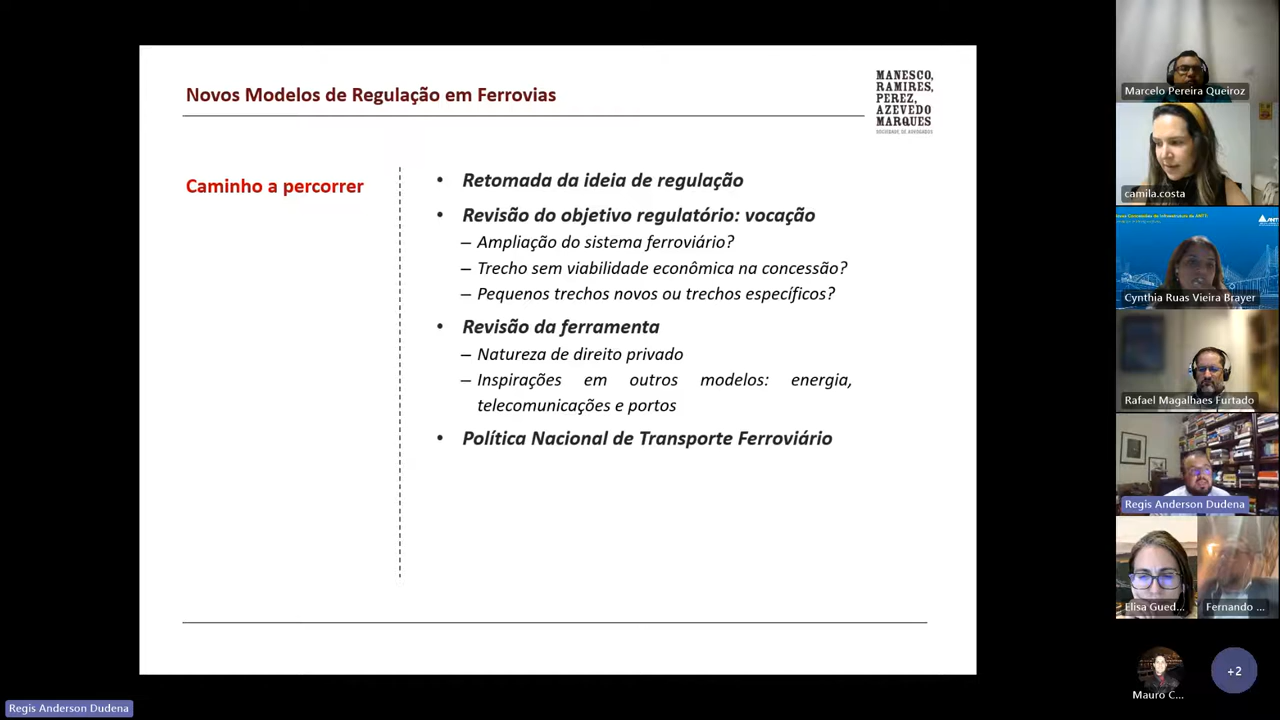 Novos Modelos de Regulação em Ferrovias
MANESCO,
RAMIRES,
PEREZ,
AZEVEDO
MARQUES
SOCIEDADE DE ADVOGADOS
Caminho a percorrer
• Retomada da ideia de regulação
• Revisão do objetivo regulatório: vocação
– Ampliação do sistema ferroviário?
– Trecho sem viabilidade econômica na concessão?
– Pequenos trechos novos ou trechos específicos?
• Revisão da ferramenta
– Natureza de direito privado
– Inspirações em outros modelos: energia,
telecomunicações e portos
• Política Nacional de Transporte Ferroviário
Marcelo Pereira Queiroz
camila.costa
Cynthia Ruas Vieira Brayer
Rafael Magalhaes Furtado
Regis Anderson Dudena
Elisa Gued...
Fernando ...
Mauro C...
+2
Regis Anderson Dudena